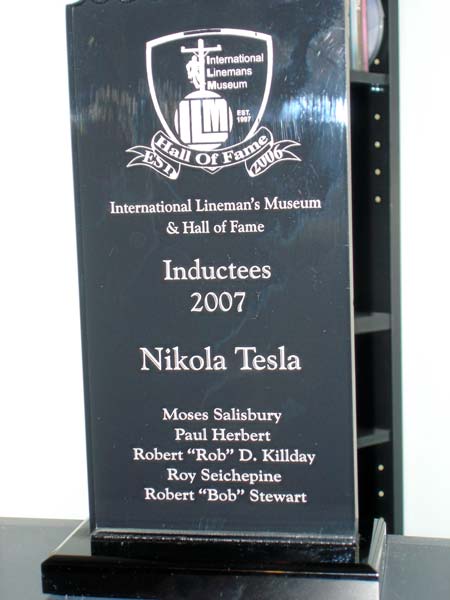 International
Linemans
Museum
EST.
1997
ILM
Hall Of Fame
EST 2006
International Lineman's Museum
& Hall of Fame
Inductees
2007
Nikola Tesla
Moses Salisbury
Paul Herbert
Robert “Rob” D. Killday
Roy Seichepine
Robert “Bob” Stewart